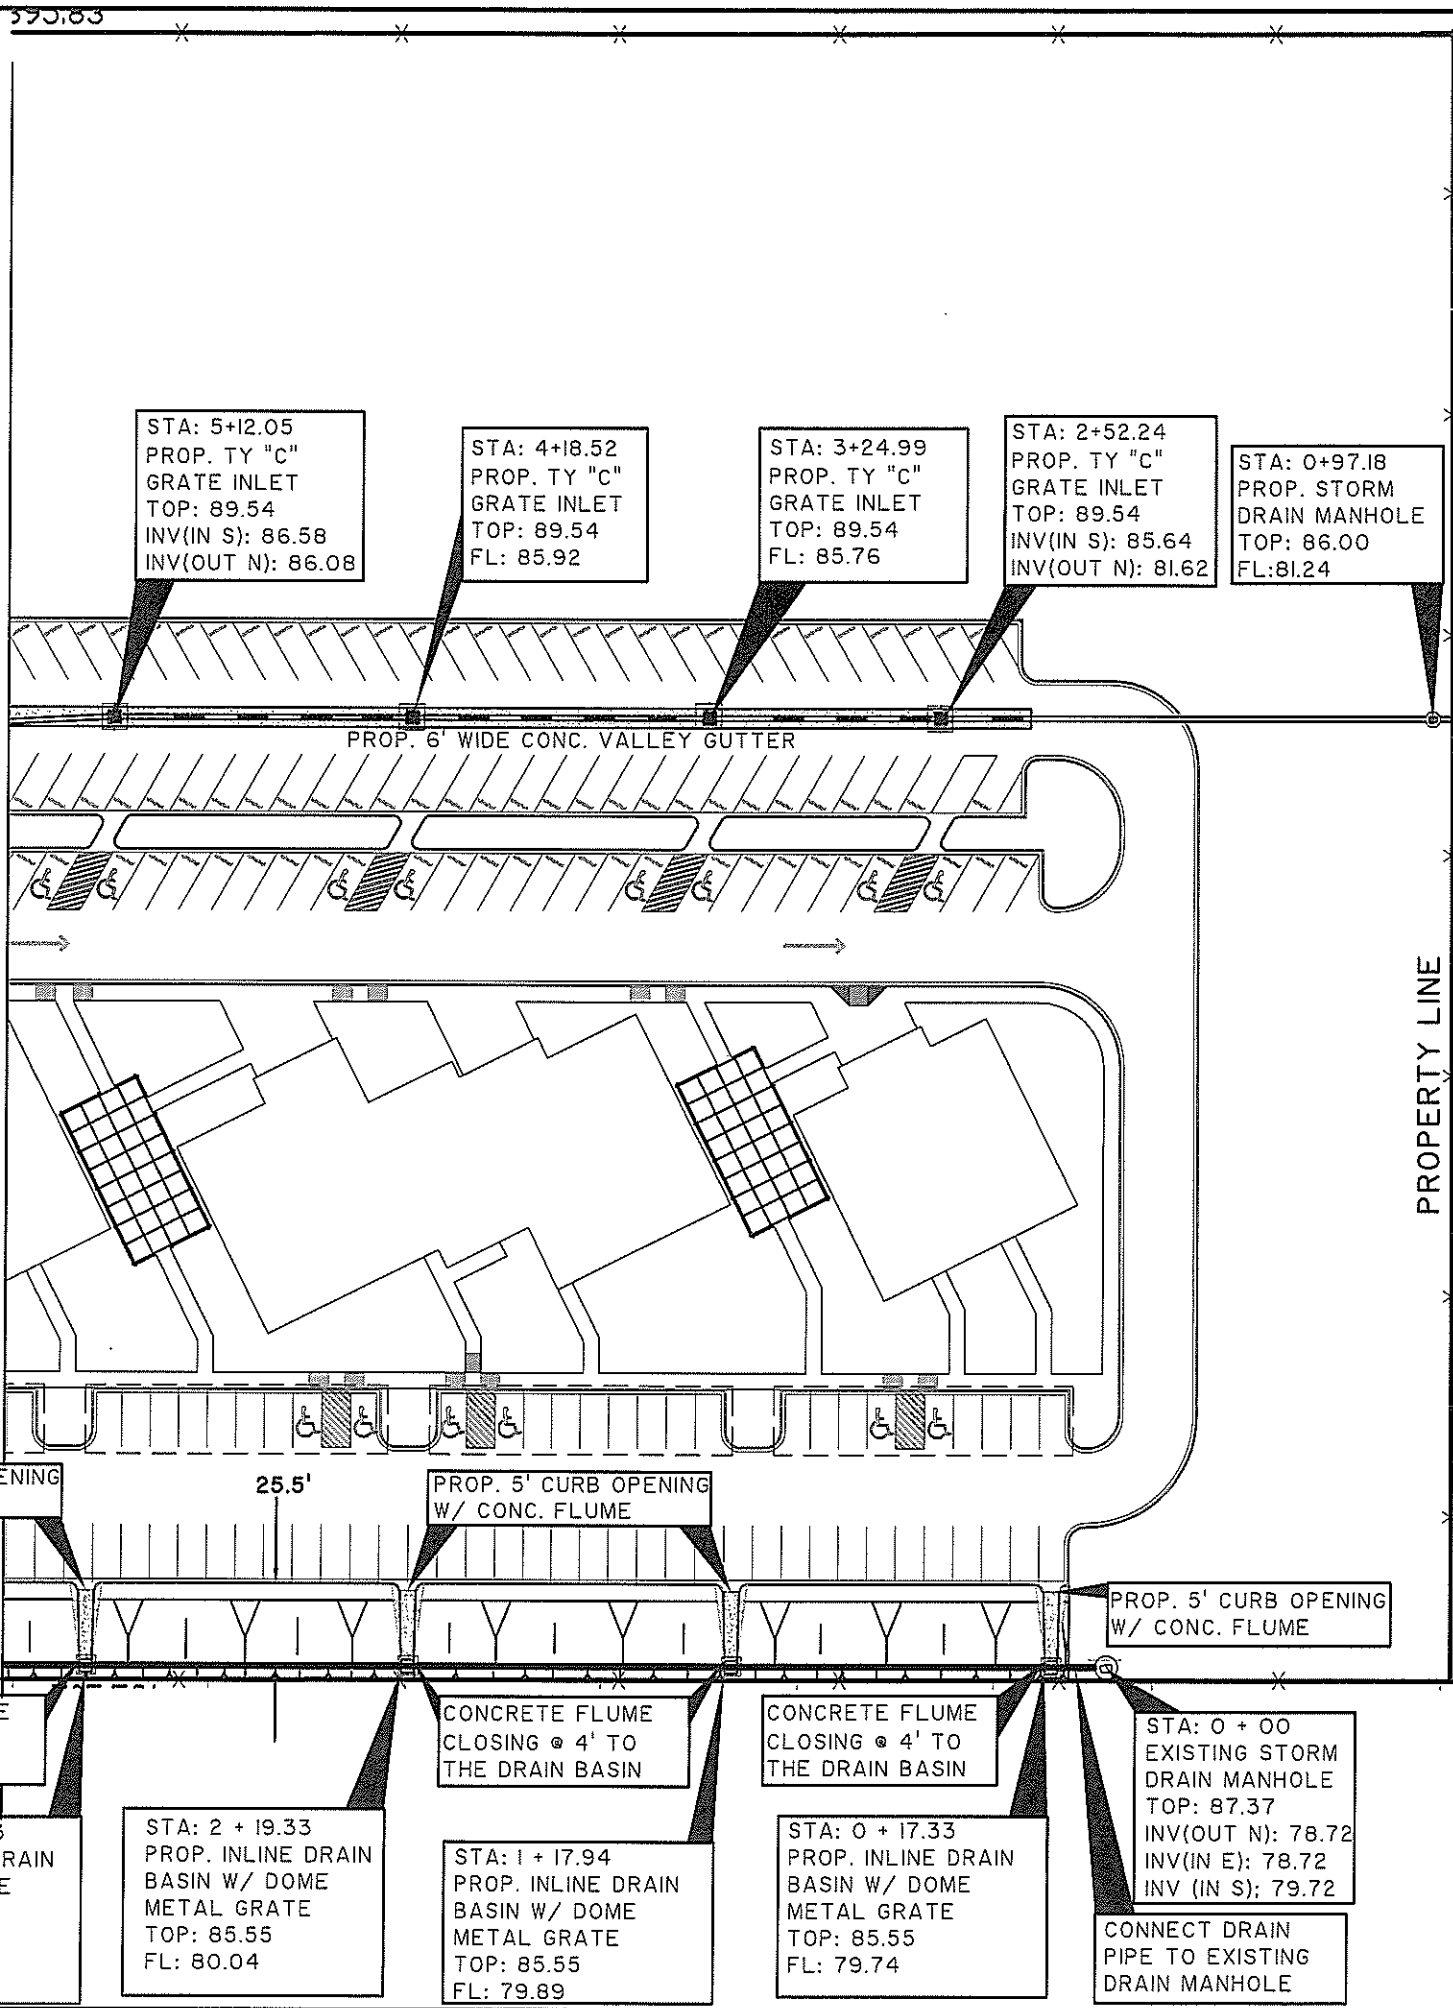 395.83
STA: 5+12.05
PROP. TY "C"
GRATE INLET
TOP: 89.54
INV(IN S): 86.58
INV(OUT N): 86.08
STA: 4+18.52
PROP. TY "C"
GRATE INLET
TOP: 89.54
FL: 85.92
STA: 3+24.99
PROP. TY "C"
GRATE INLET
TOP: 89.54
FL: 85.76
STA: 2+52.24
PROP. TY "C"
GRATE INLET
TOP: 89.54
INV(IN S): 85.64
INV(OUT N): 81.62
STA: 0+97.18
PROP. STORM
DRAIN MANHOLE
TOP: 86.00
FL:81.24
PROP. 6' WIDE CONC. VALLEY GUTTER
PROPERTY LINE
ENING
25.5'
PROP. 5' CURB OPENING
W/ CONC. FLUME
PROP. 5' CURB OPENING
W/ CONC. FLUME
E
CONCRETE FLUME
CLOSING @ 4' TO
THE DRAIN BASIN
CONCRETE FLUME
CLOSING @ 4' TO
THE DRAIN BASIN
STA: 0 + 00
EXISTING STORM
DRAIN MANHOLE
TOP: 87.37
INV(OUT N): 78.72
INV(IN E): 78.72
INV (IN S): 79.72
RAIN
E
STA: 2 + 19.33
PROP. INLINE DRAIN
BASIN W/ DOME
METAL GRATE
TOP: 85.55
FL: 80.04
STA: 1 + 17.94
PROP. INLINE DRAIN
BASIN W/ DOME
METAL GRATE
TOP: 85.55
FL: 79.89
STA: 0 + 17.33
PROP. INLINE DRAIN
BASIN W/ DOME
METAL GRATE
TOP: 85.55
FL: 79.74
CONNECT DRAIN
PIPE TO EXISTING
DRAIN MANHOLE